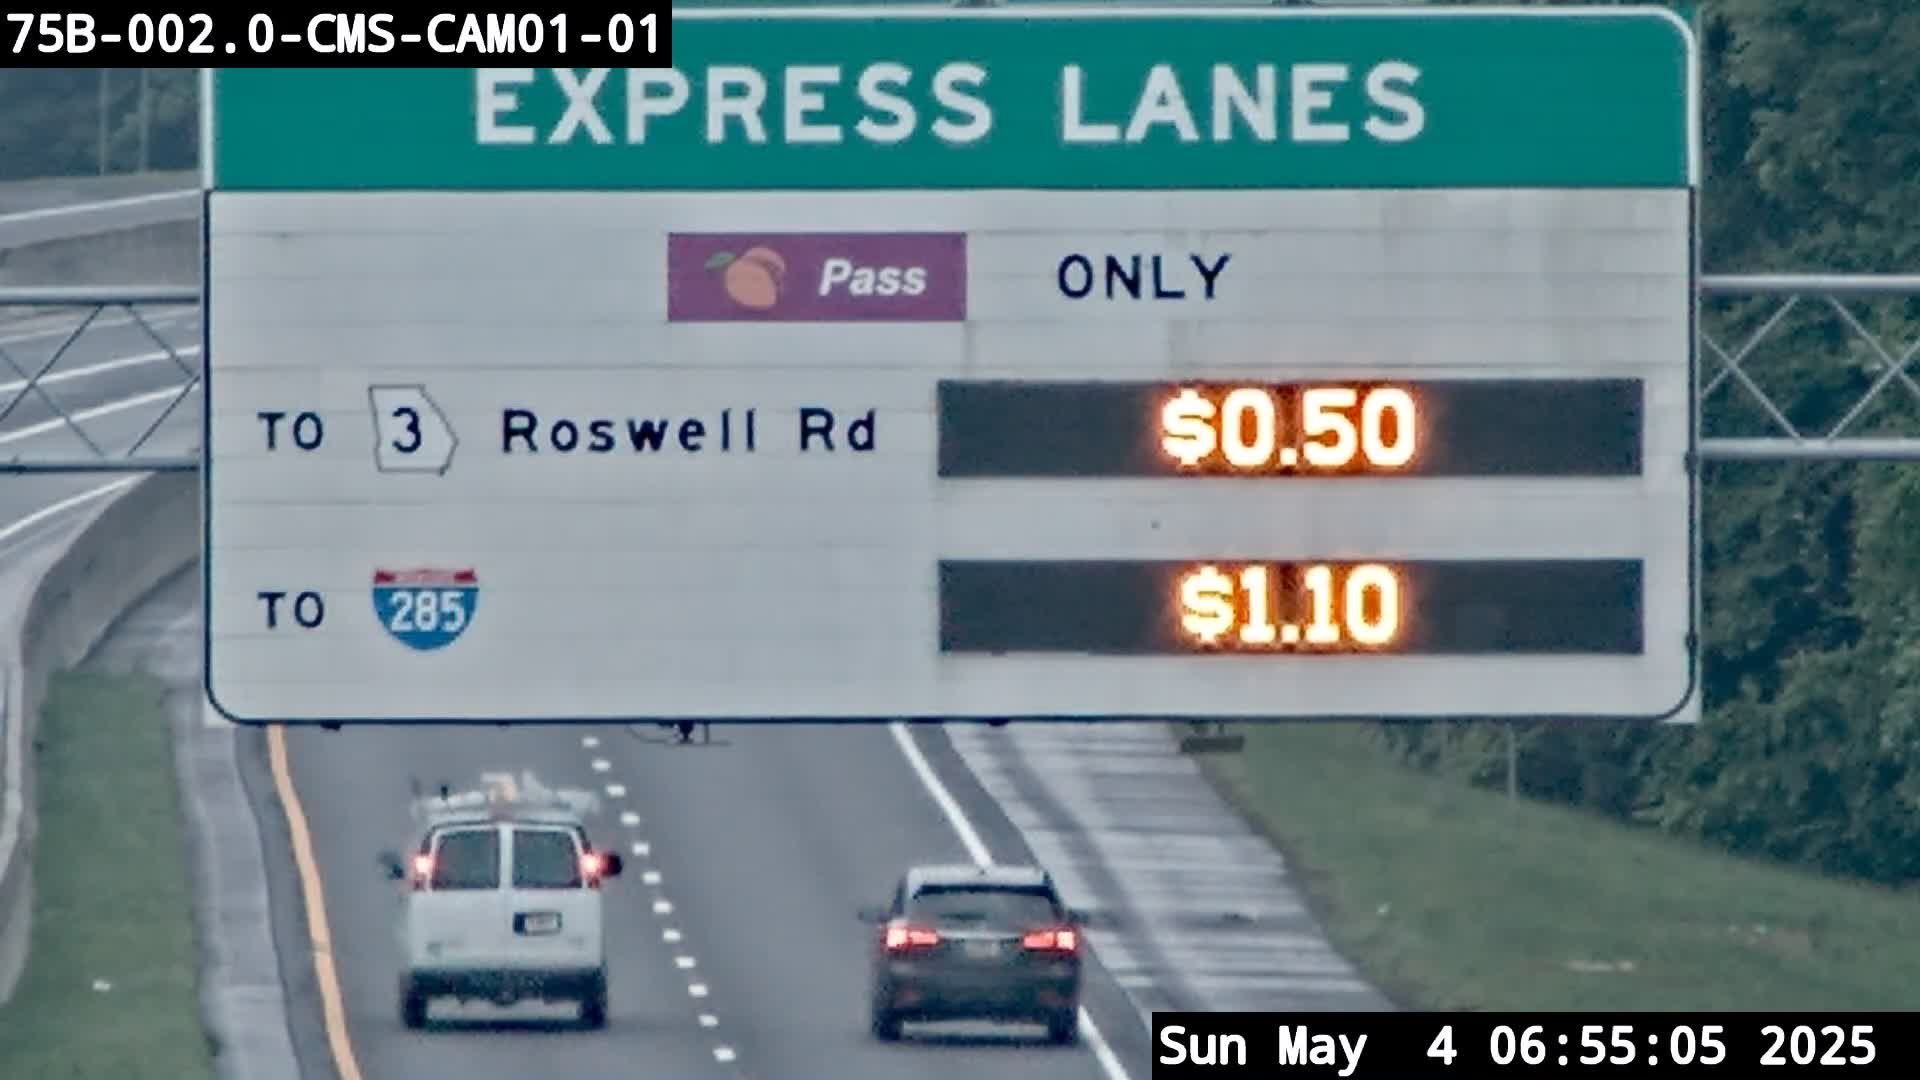 75B-002.0-CMS-CAM01-01
EXPRESS LANES
Pass ONLY
TO 3 Roswell Rd $0.50
TO 285 $1.10
Sun May 4 06:55:05 2025